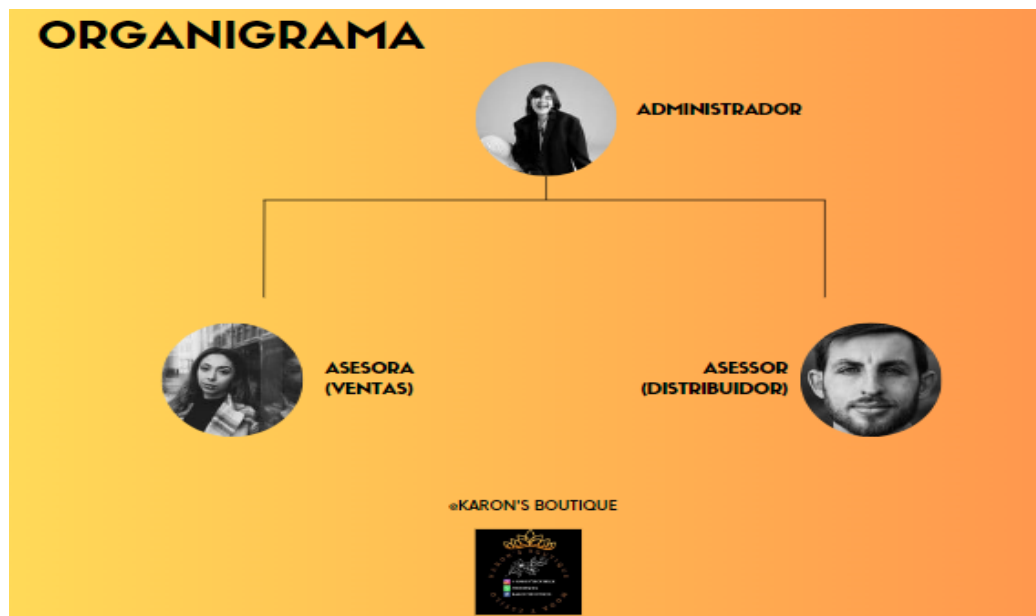 ORGANIGRAMA
ADMINISTRADOR
ASESORA
(VENTAS)
ASESSOR
(DISTRIBUIDOR)
@KARON'S BOUTIQUE